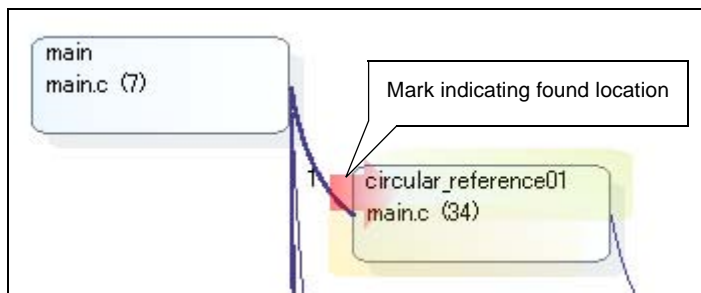 main
main.c (7)
Mark indicating found location
1
circular_reference01
main.c (34)